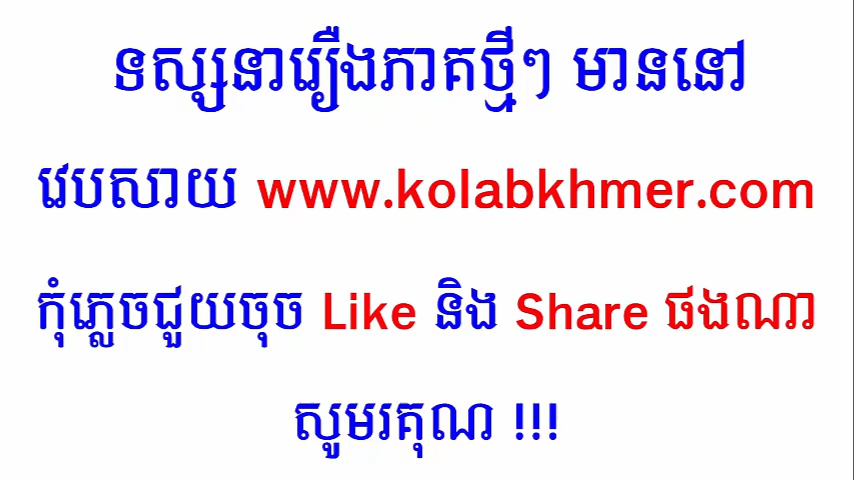 ទស្សនារឿងភាគថ្មីៗ មាននៅ
វេបសាយ www.kolabkhmer.com
កុំភ្លេចជួយចុច Like និង Share ផងណា
សូមរគុណ !!!